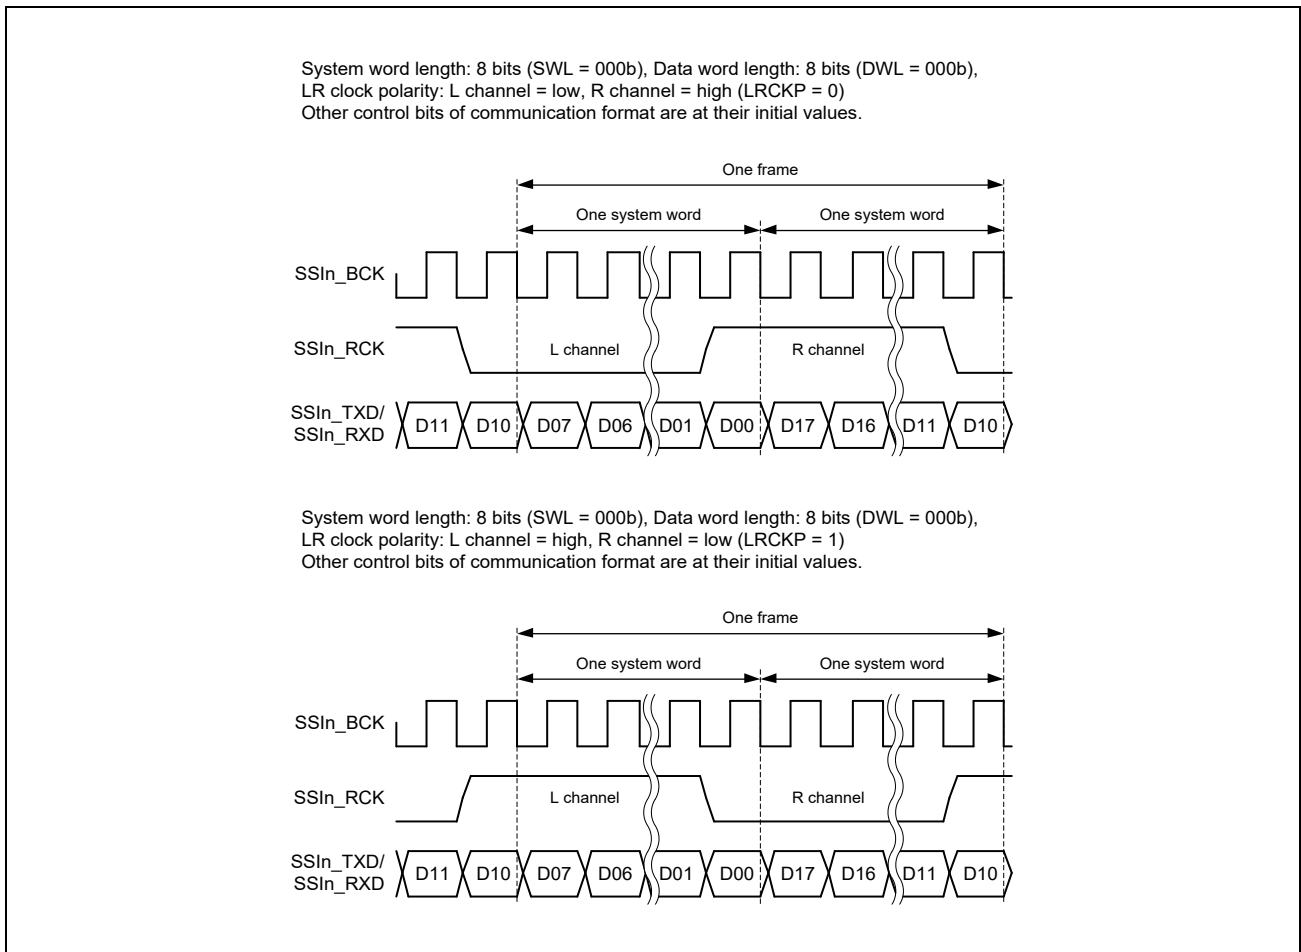 System word length: 8 bits (SWL = 000b), Data word length: 8 bits (DWL = 000b),
LR clock polarity: L channel = low, R channel = high (LRCKP = 0)
Other control bits of communication format are at their initial values.
One frame
One system word One system word
SSIn_BCK
SSIn_RCK L channel R channel
SSIn_TXD/
SSIn_RXD D11 D10 D07 D06 D01 D00 D17 D16 D11 D10
System word length: 8 bits (SWL = 000b), Data word length: 8 bits (DWL = 000b),
LR clock polarity: L channel = high, R channel = low (LRCKP = 1)
Other control bits of communication format are at their initial values.
One frame
One system word One system word
SSIn_BCK
SSIn_RCK L channel R channel
SSIn_TXD/
SSIn_RXD D11 D10 D07 D06 D01 D00 D17 D16 D11 D10